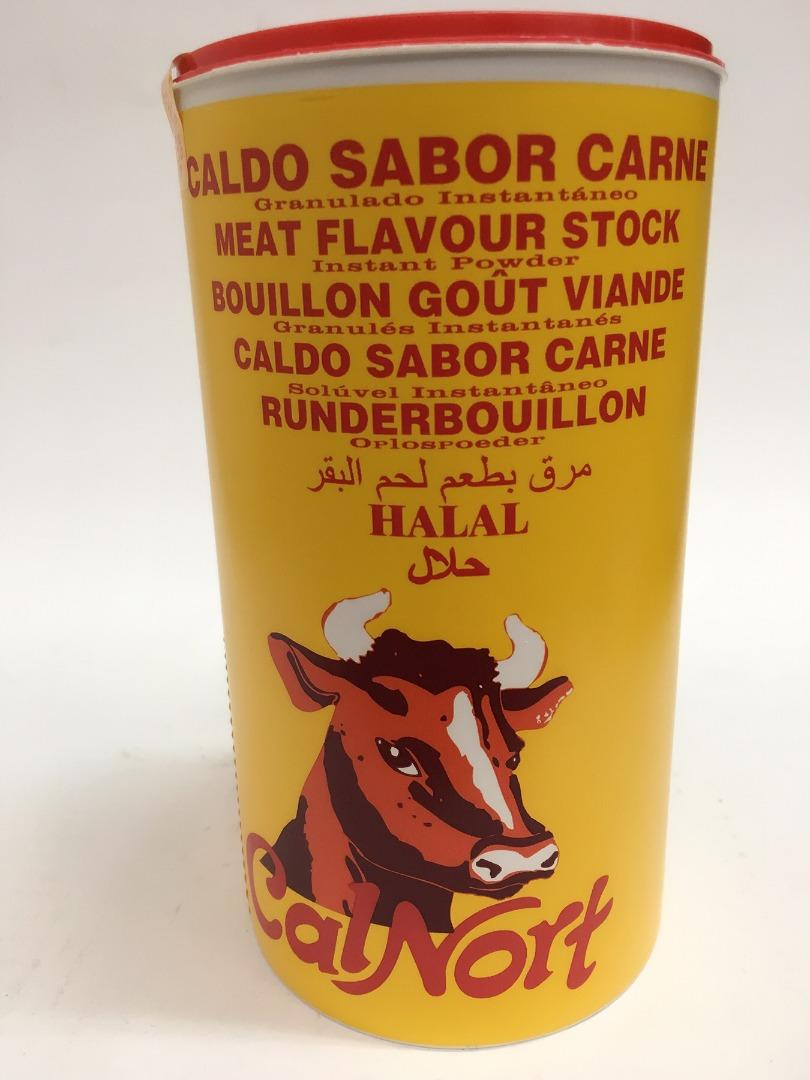 CALDO SABOR CARNE
Granulado Instantáneo
MEAT FLAVOUR STOCK
Instant Powder
BOUILLON GOÛT VIANDE
Granulés Instantanés
CALDO SABOR CARNE
Solúvel Instantâneo
RUNDERBOUILLON
Oplospoeder
مرق بطعم لحم البقر
HALAL
حلال
CalNort